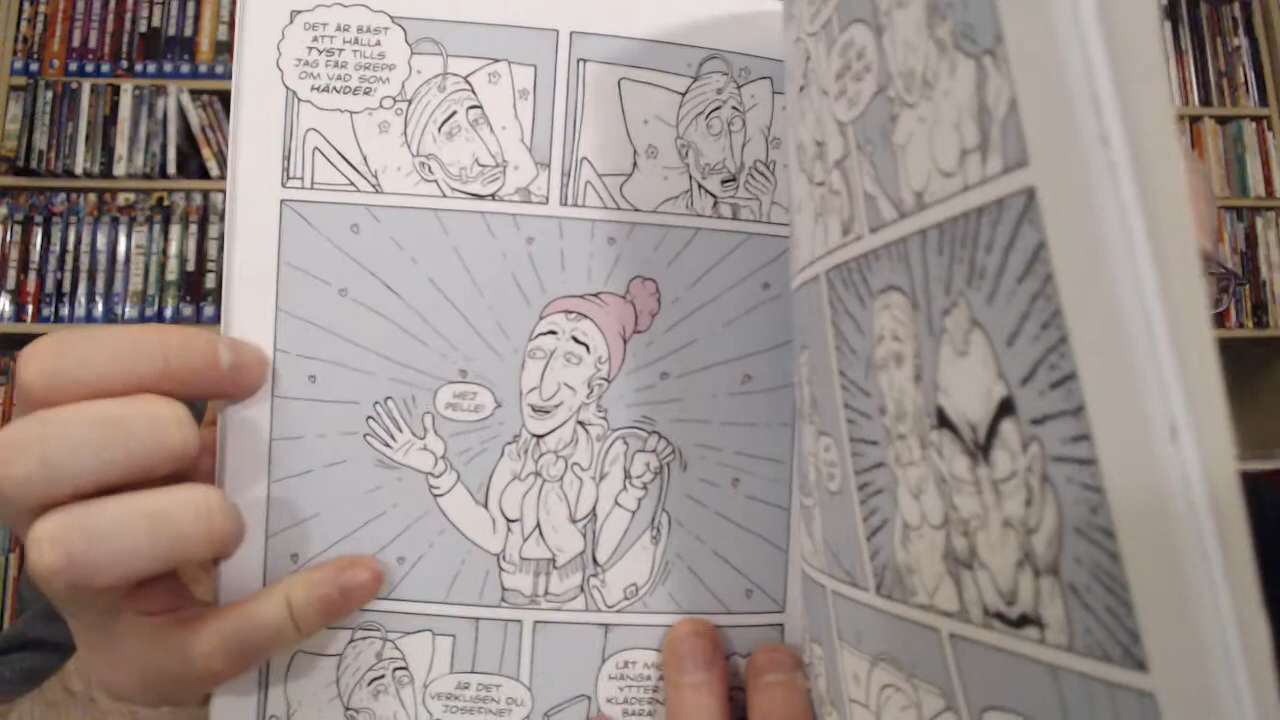 DET ÄR BÄST
ATT HÅLLA
TYST TILLS
JAG FÅR GREPP
OM VAD SOM
HÄNDER!
HEJ
PELLE!
ÄR DET
VERKLIGEN DU,
JOSEFINE?
LÅT
HÄNGA
YTTER
KLÄDERN
BARA!